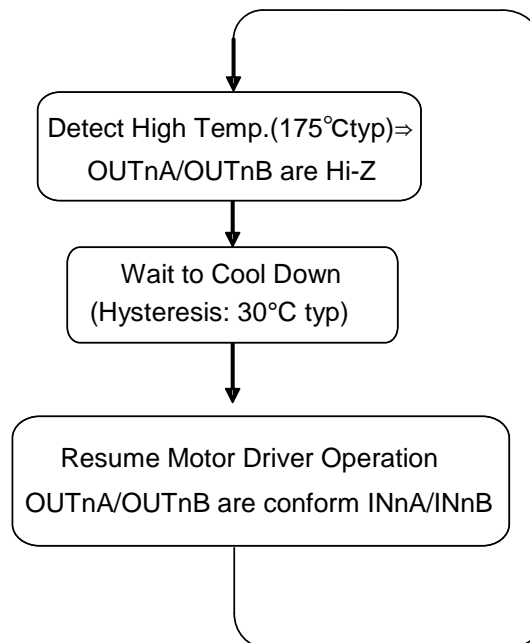 Detect High Temp.(175℃typ)⇒
OUTnA/OUTnB are Hi-Z
Wait to Cool Down
(Hysteresis: 30°C typ)
Resume Motor Driver Operation
OUTnA/OUTnB are conform INnA/INnB